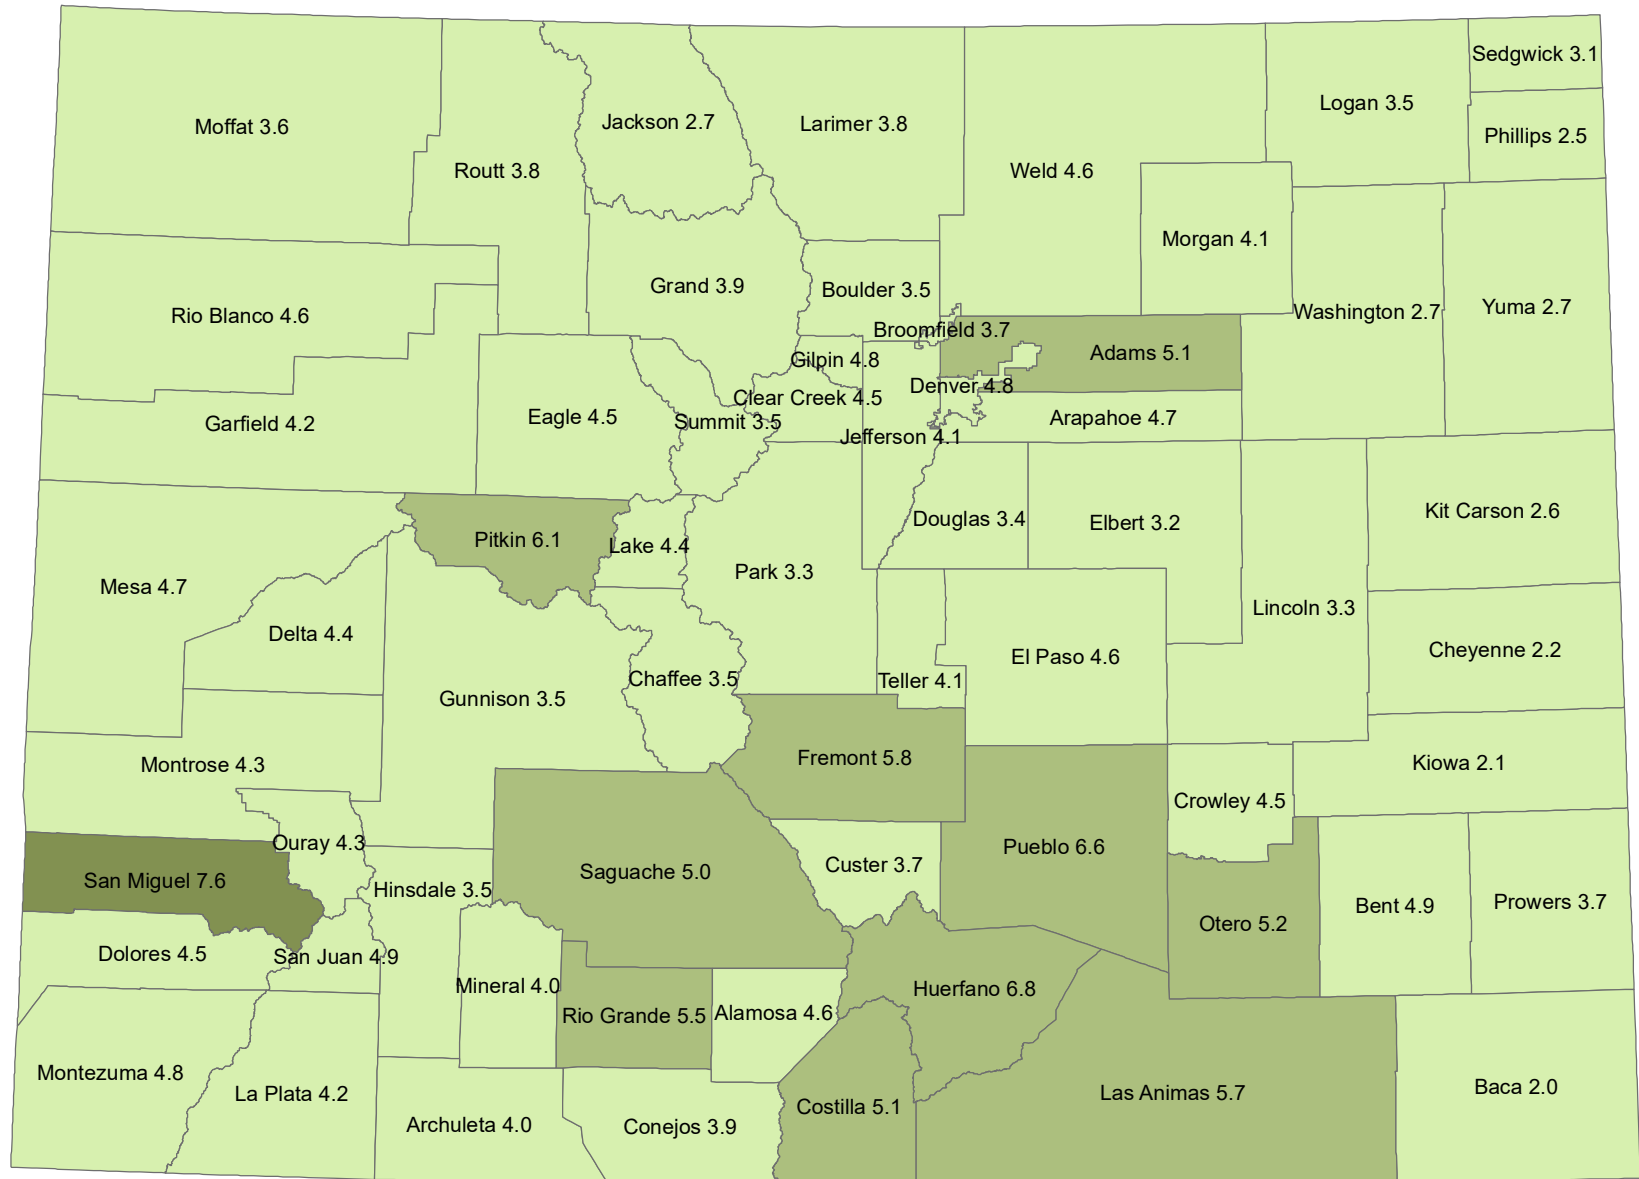 Sedgwick 3.1
Logan 3.5
Moffat 3.6
Jackson 2.7
Larimer 3.8
Phillips 2.5
Routt 3.8
Weld 4.6
Morgan 4.1
Grand 3.9
Boulder 3.5
Rio Blanco 4.6
Washington 2.7
Yuma 2.7
Broomfield 3.7
Adams 5.1
Gilpin 4.8
Denver 4.8
Clear Creek 4.5
Garfield 4.2
Eagle 4.5
Summit 3.5
Arapahoe 4.7
Jefferson 4.1
Kit Carson 2.6
Douglas 3.4
Elbert 3.2
Pitkin 6.1
Lake 4.4
Park 3.3
Mesa 4.7
Lincoln 3.3
Delta 4.4
Cheyenne 2.2
El Paso 4.6
Chaffee 3.5
Teller 4.1
Gunnison 3.5
Fremont 5.8
Montrose 4.3
Kiowa 2.1
Crowley 4.5
Ouray 4.3
Pueblo 6.6
Custer 3.7
Saguache 5.0
San Miguel 7.6
Hinsdale 3.5
Prowers 3.7
Bent 4.9
Otero 5.2
Dolores 4.5
San Juan 4.9
Mineral 4.0
Huerfano 6.8
Rio Grande 5.5
Alamosa 4.6
Montezuma 4.8
La Plata 4.2
Las Animas 5.7
Baca 2.0
Costilla 5.1
Archuleta 4.0
Conejos 3.9